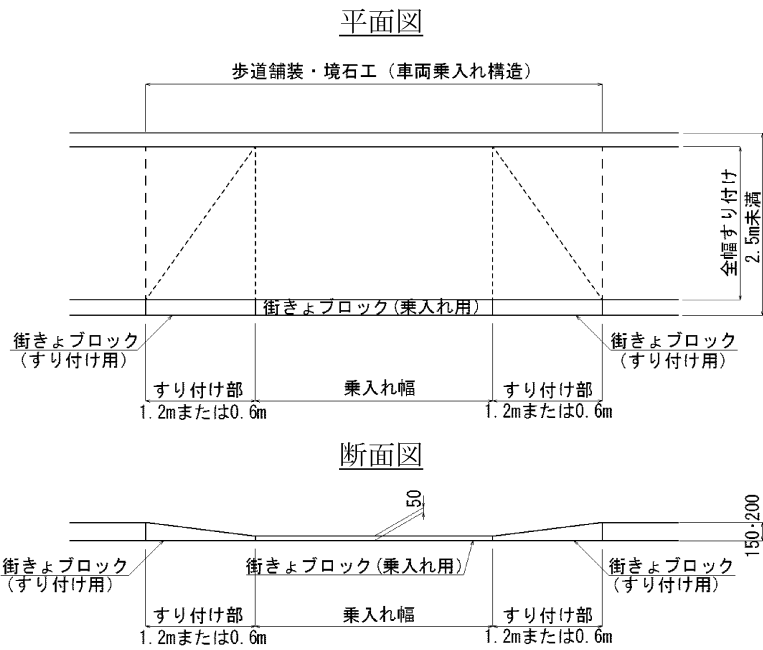 平面図
歩道舗装・境石工（車両乗入れ構造）
全幅すり付け
2.5m未満
街きょブロック(乗入れ用)
街きょブロック
(すり付け用)
街きょブロック
(すり付け用)
すり付け部
1.2mまたは0.6m
乗入れ幅
すり付け部
1.2mまたは0.6m
断面図
50
150・200
街きょブロック
(すり付け用)
街きょブロック(乗入れ用)
街きょブロック
(すり付け用)
すり付け部
1.2mまたは0.6m
乗入れ幅
すり付け部
1.2mまたは0.6m